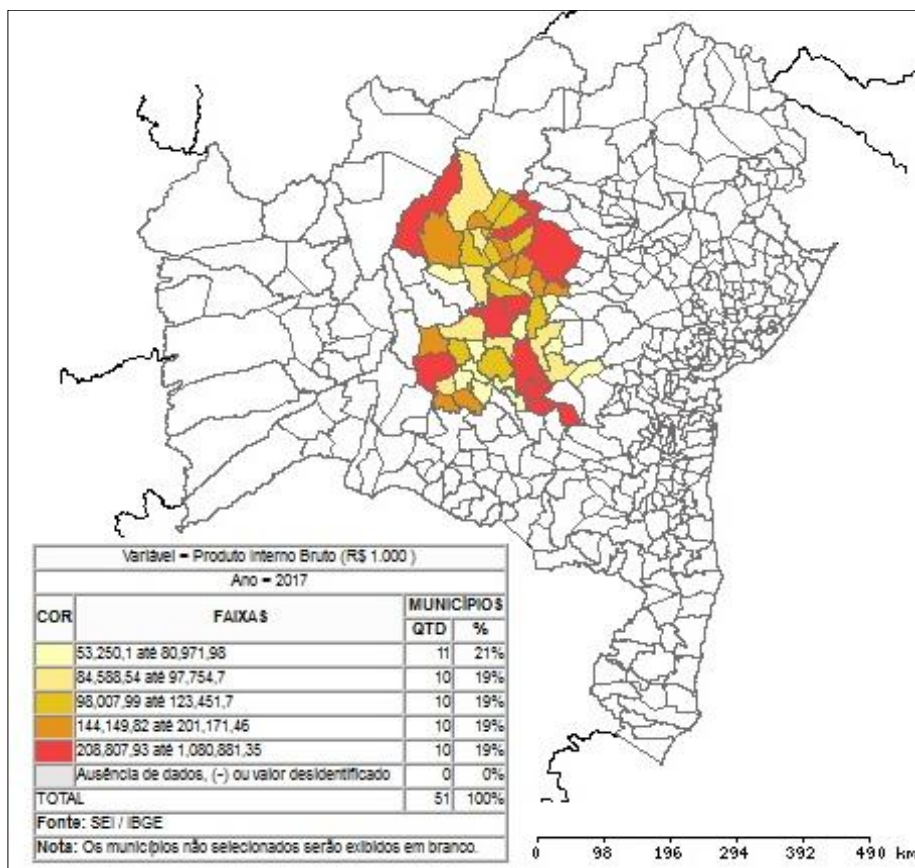 Variável = Produto Interno Bruto (R$ 1.000 )
Ano = 2017
COR FAIXAS MUNICÍPIOS
QTD %
53,250,1 até 80,971,98 11 21%
84,588,54 até 97,754,7 10 19%
98,007,99 até 123,451,7 10 19%
144,149,82 até 201,171,46 10 19%
208,807,93 até 1,080,881,35 10 19%
Ausência de dados, (-) ou valor desidentificado 0 0%
TOTAL 51 100%
Fonte: SEI / IBGE
Nota: Os municípios não selecionados serão exibidos em branco.
0 98 196 294 392 490 km